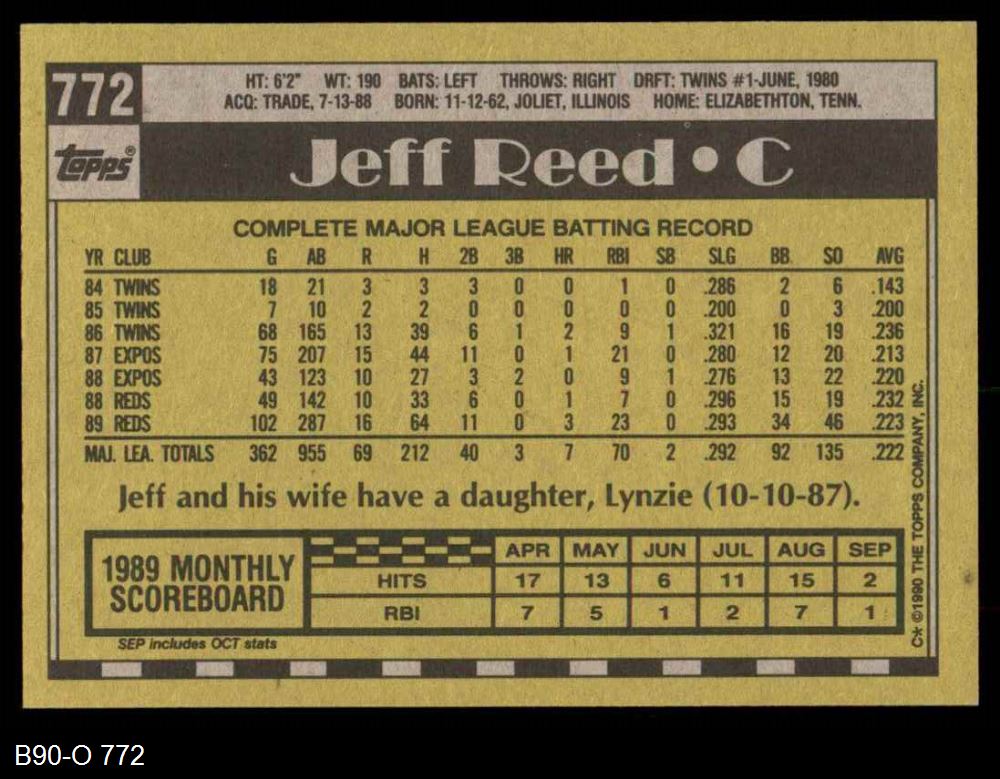 772
HT: 6'2" WT: 190 BATS: LEFT THROWS: RIGHT DRFT: TWINS #1-JUNE, 1980
ACQ: TRADE, 7-13-88 BORN: 11-12-62, JOLIET, ILLINOIS HOME: ELIZABETHTON, TENN.
Topps®
Jeff Reed • C
COMPLETE MAJOR LEAGUE BATTING RECORD
YR CLUB G AB R H 2B 3B HR RBI SB SLG BB SO AVG
84 TWINS 18 21 3 3 3 0 0 1 0 .286 2 6 .143
85 TWINS 7 10 2 2 0 0 0 0 0 .200 0 3 .200
86 TWINS 68 165 13 39 6 1 2 9 1 .321 16 19 .236
87 EXPOS 75 207 15 44 11 0 1 21 0 .280 12 20 .213
88 EXPOS 43 123 10 27 3 2 0 9 1 .276 13 22 .220
88 REDS 49 142 10 33 6 0 1 7 0 .296 15 19 .232
89 REDS 102 287 16 64 11 0 3 23 0 .293 34 46 .223
MAJ. LEA. TOTALS 362 955 69 212 40 3 7 70 2 .292 92 135 .222
Jeff and his wife have a daughter, Lynzie (10-10-87).
1989 MONTHLY
SCOREBOARD
APR MAY JUN JUL AUG SEP
HITS 17 13 6 11 15 2
RBI 7 5 1 2 7 1
SEP includes OCT stats
C* ©1990 THE TOPPS COMPANY, INC.
B90-O 772